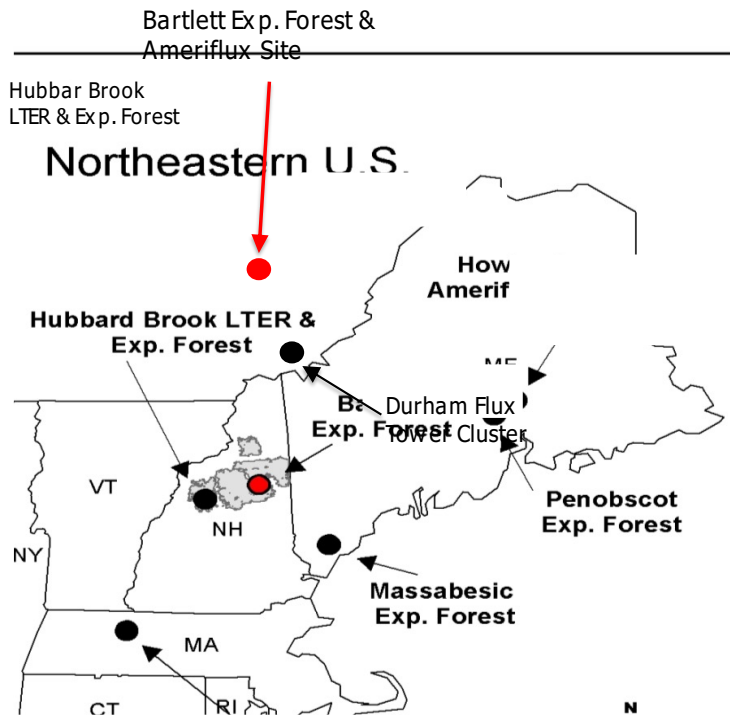 Bartlett Exp. Forest &
Ameriflux Site
Hubbar Brook
LTER & Exp. Forest
Northeastern U.S.
How
Amerif
Hubbard Brook LTER &
Exp. Forest
ME
Ba
Exp. Forest
Durham Flux
Tower Cluster
VT
Penobscot
Exp. Forest
NH
NY
Massabesic
Exp. Forest
MA
CT
RI
N